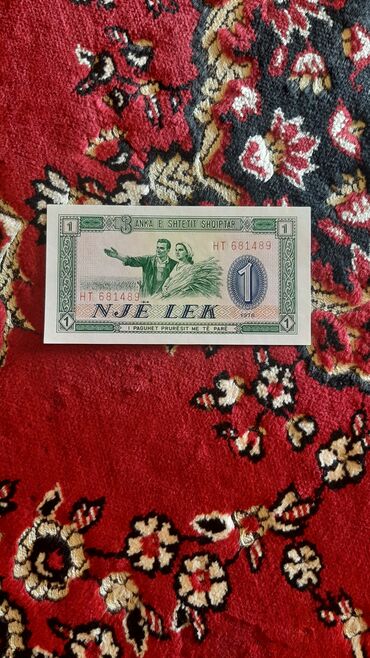 1 BANKA E SHTETIT SHQIPTAR 1
HT 681489
HT 681489
1
NJË LEK
1976
1 I PAGUHET PRURËSIT ME TË PARË 1